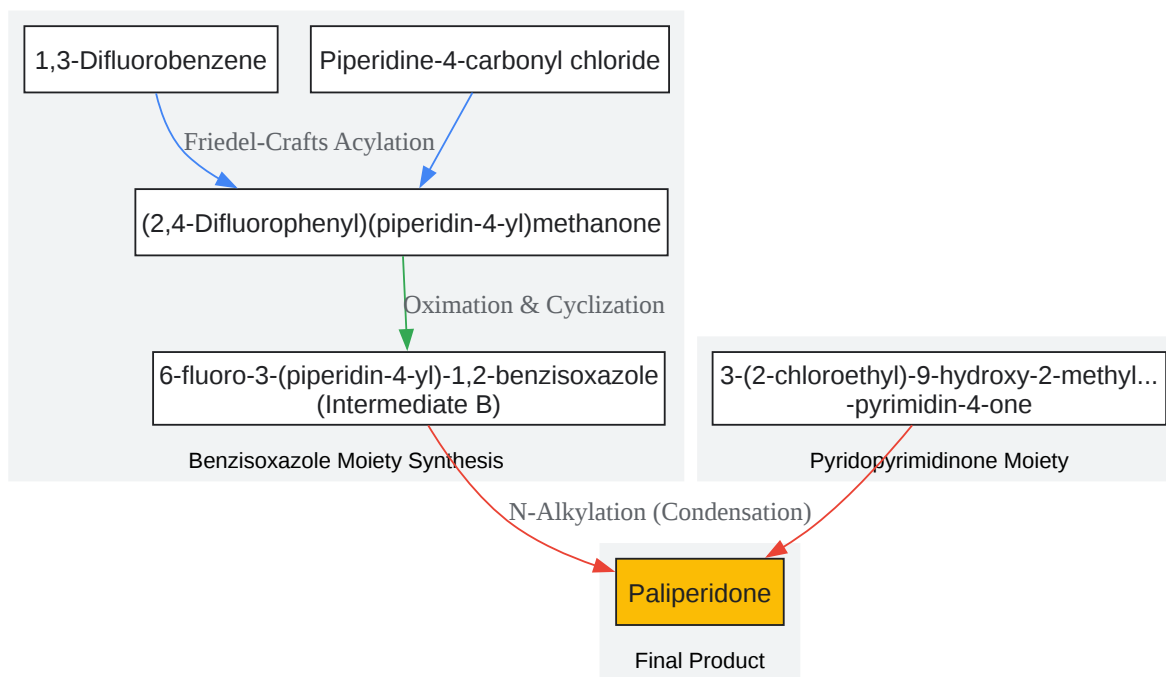 1,3-Difluorobenzene
Piperidine-4-carbonyl chloride
Friedel-Crafts Acylation
(2,4-Difluorophenyl)(piperidin-4-yl)methanone
Oximation & Cyclization
6-fluoro-3-(piperidin-4-yl)-1,2-benzisoxazole
(Intermediate B)
3-(2-chloroethyl)-9-hydroxy-2-methyl...
-pyrimidin-4-one
Benzisoxazole Moiety Synthesis
Pyridopyrimidinone Moiety
N-Alkylation (Condensation)
Paliperidone
Final Product